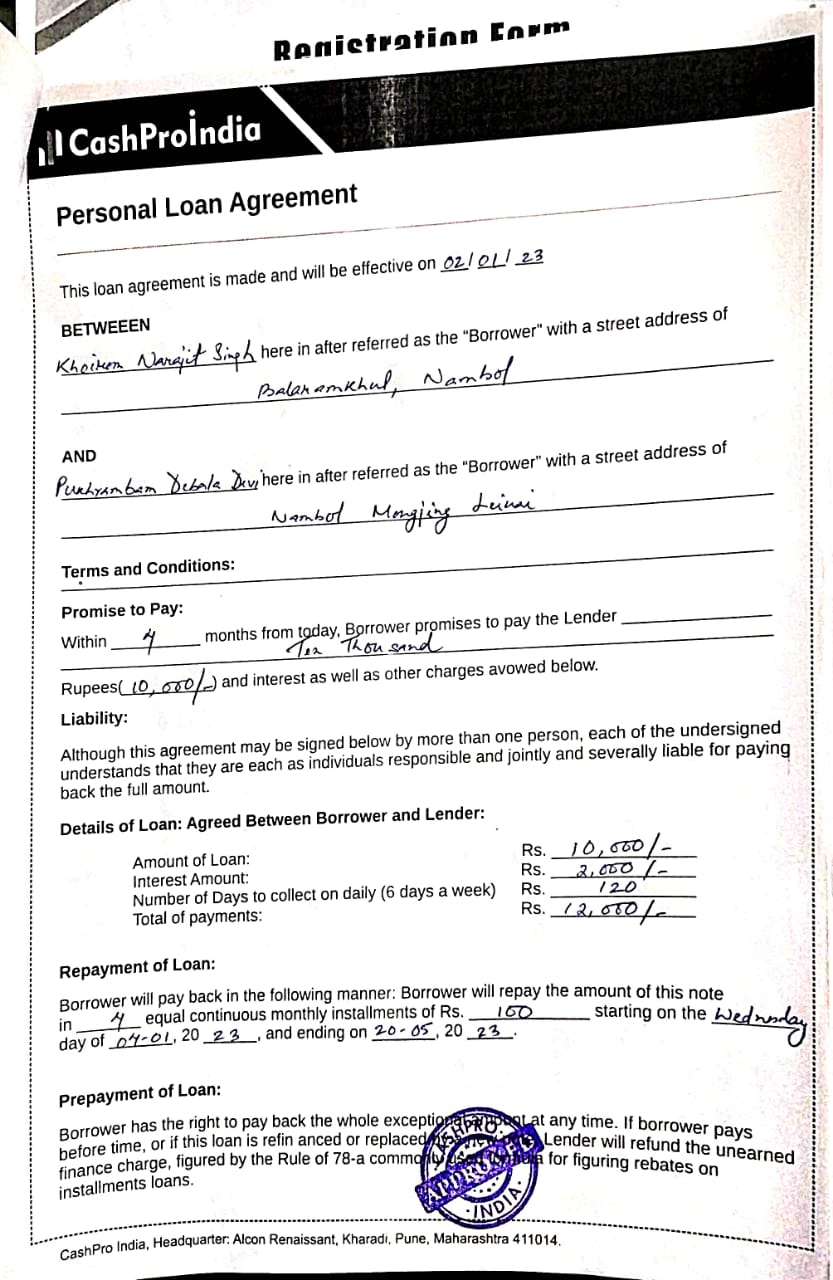 Registration Form
CashProIndia
Personal Loan Agreement
This loan agreement is made and will be effective on 02/01/23
BETWEEEN
Khoirom Narajit Singh here in after referred as the “Borrower” with a street address of
Balaramkhul, Nambol
AND
Pukhrambam Debala Devi here in after referred as the “Borrower” with a street address of
Nambol Mongjing Leikai
Terms and Conditions:
Promise to Pay:
Within 4 months from today, Borrower promises to pay the Lender
Ten Thousand
Rupees(10,000/-) and interest as well as other charges avowed below.
Liability:
Although this agreement may be signed below by more than one person, each of the undersigned
understands that they are each as individuals responsible and jointly and severally liable for paying
back the full amount.
Details of Loan: Agreed Between Borrower and Lender:
Amount of Loan: Rs. 10,000/-
Interest Amount: Rs. 2,000/-
Number of Days to collect on daily (6 days a week) Rs. 120
Total of payments: Rs. 12,000/-
Repayment of Loan:
Borrower will pay back in the following manner: Borrower will repay the amount of this note
in 4 equal continuous monthly installments of Rs. 100 starting on the Wednesday
day of 04-01, 20 23, and ending on 20-05, 20 23.
Prepayment of Loan:
Borrower has the right to pay back the whole exceptional amount at any time. If borrower pays
before time, or if this loan is refin anced or replaced Lender will refund the unearned
finance charge, figured by the Rule of 78-a commonly used formula for figuring rebates on
installments loans.
CASHPRO
APPROVED
INDIA
CashPro India, Headquarter: Alcon Renaissant, Kharadi, Pune, Maharashtra 411014.